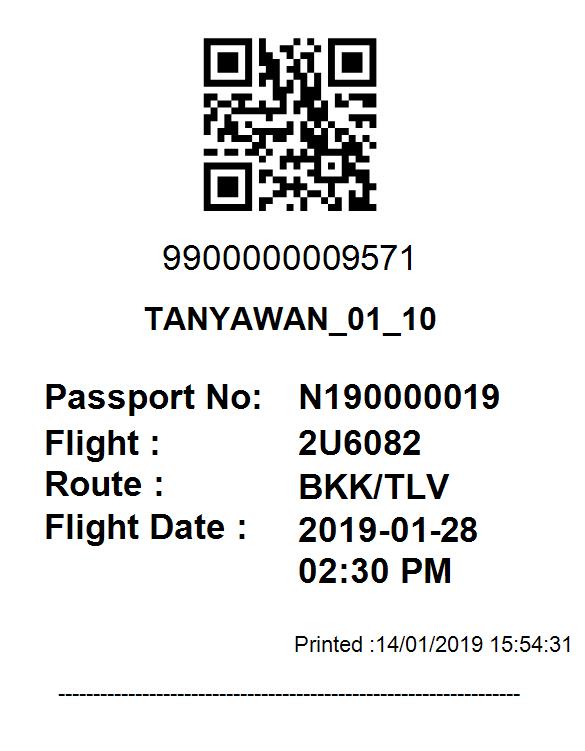 9900000009571
TANYAWAN_01_10
Passport No: N190000019
Flight : 2U6082
Route : BKK/TLV
Flight Date : 2019-01-28
02:30 PM
Printed :14/01/2019 15:54:31
------------------------------------------------------------------